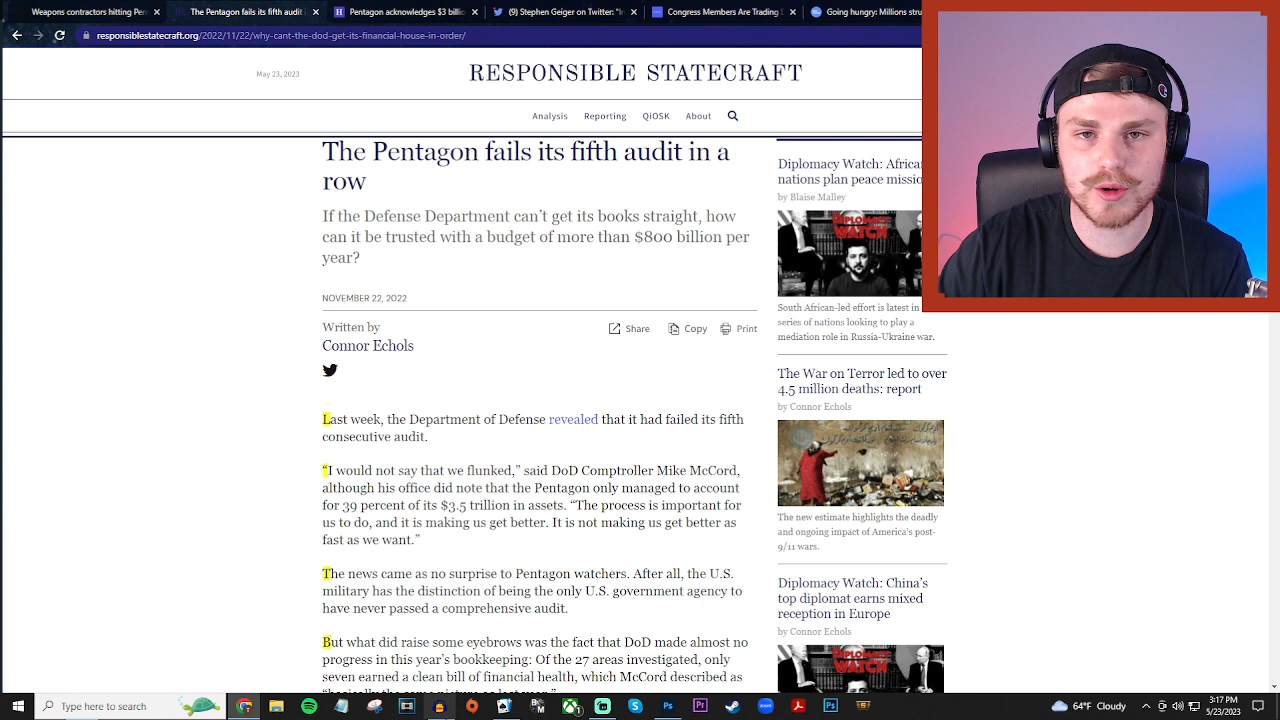 Weapons contractors hitting Dep
The Pentagon fails its fifth audit i
Pentagon acknowledges $3 billio
(9) Stephen Geiger on Twitter: "In
Congress Members Are Trading D
Going hungry: Millions stru
responsiblestatecraft.org/2022/11/22/why-cant-the-dod-get-its-financial-house-in-order/
May 23, 2023
RESPONSIBLE STATECRAFT
Analysis Reporting QiOSK About
The Pentagon fails its fifth audit in a
row
If the Defense Department can't get its books straight, how
can it be trusted with a budget of more than $800 billion per
year?
NOVEMBER 22, 2022
Written by
Connor Echols
Share Copy Print
Last week, the Department of Defense revealed that it had failed its fifth
consecutive audit.
“I would not say that we flunked,” said DoD Comptroller Mike McCord,
although his office did note that the Pentagon only managed to account
for 39 percent of its $3.5 trillion in assets. “The process is important for
us to do, and it is making us get better. It is not making us get better as
fast as we want.”
The news came as no surprise to Pentagon watchers. After all, the U.S.
military has the distinction of being the only U.S. government agency to
have never passed a comprehensive audit.
But what did raise some eyebrows was the fact that DoD made almost no
progress in this year’s bookkeeping: Of the 27 areas investigated, only
seven earned a clean bill of financial health, which McCord described as
Diplomacy Watch: African
nations plan peace missio
by Blaise Malley
DIPLOMACY
WATCH
South African-led effort is latest in
series of nations looking to play a
mediation role in Russia-Ukraine war.
The War on Terror led to over
4.5 million deaths: report
by Connor Echols
The new estimate highlights the deadly
and ongoing impact of America's post-
9/11 wars.
Diplomacy Watch: China’s
top diplomat earns mixed
reception in Europe
by Connor Echols
DIPLOMACY
WATCH
Type here to search
3:17 PM
5/23/2023